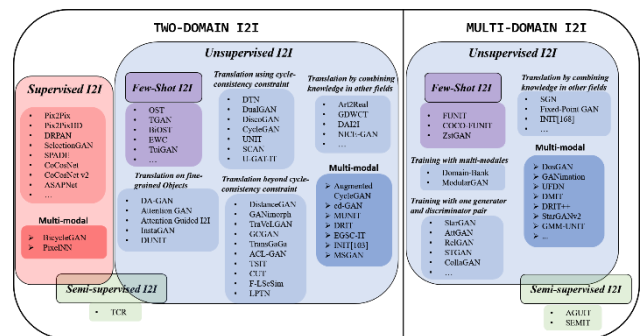 TWO-DOMAIN I2I
Supervised I2I
Pix2Pix
Pix2PixHD
DRPAN
SelectionGAN
SPADE
CoCosNet
CoCosNet v2
ASAPNet
...
Multi-modal
BicycleGAN
PixelNN
Unsupervised I2I
Few-Shot I2I
OST
TGAN
BiOST
EWC
TuiGAN
...
Translation using cycle-
consistency constraint
DTN
DualGAN
DiscoGAN
CycleGAN
UNIT
SCAN
U-GAT-IT
Translation by combining
knowledge in other fields
Art2Real
GDWCT
DAI2I
NICE-GAN
...
Translation on fine-
grained Objects
DA-GAN
Attention GAN
Attention Guided I2I
InstaGAN
DUNIT
Translation beyond cycle-
consistency constraint
DistanceGAN
GANimorph
TraVeLGAN
GCGAN
TransGaGa
ACL-GAN
TSIT
CUT
F-LSeSim
LPTN
Multi-modal
Augmented
CycleGAN
cd-GAN
MUNIT
DRIT
EGSC-IT
INIT[103]
MSGAN
Semi-supervised I2I
TCR
MULTI-DOMAIN I2I
Unsupervised I2I
Few-Shot I2I
FUNIT
COCO-FUNIT
ZstGAN
Translation by combining
knowledge in other fields
SGN
Fixed-Point GAN
INIT[168]
...
Training with multi-modules
Domain-Bank
ModularGAN
Training with one generator
and discriminator pair
StarGAN
AttGAN
RelGAN
STGAN
CollaGAN
...
Multi-modal
DosGAN
GANimation
UFDN
DMIT
DRIT++
StarGANv2
GMM-UNIT
...
Semi-supervised I2I
AGUIT
SEMIT